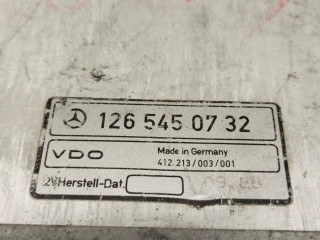 126 545 07 32
VDO Made in Germany
412.213/003/001
Herstell-Dat.